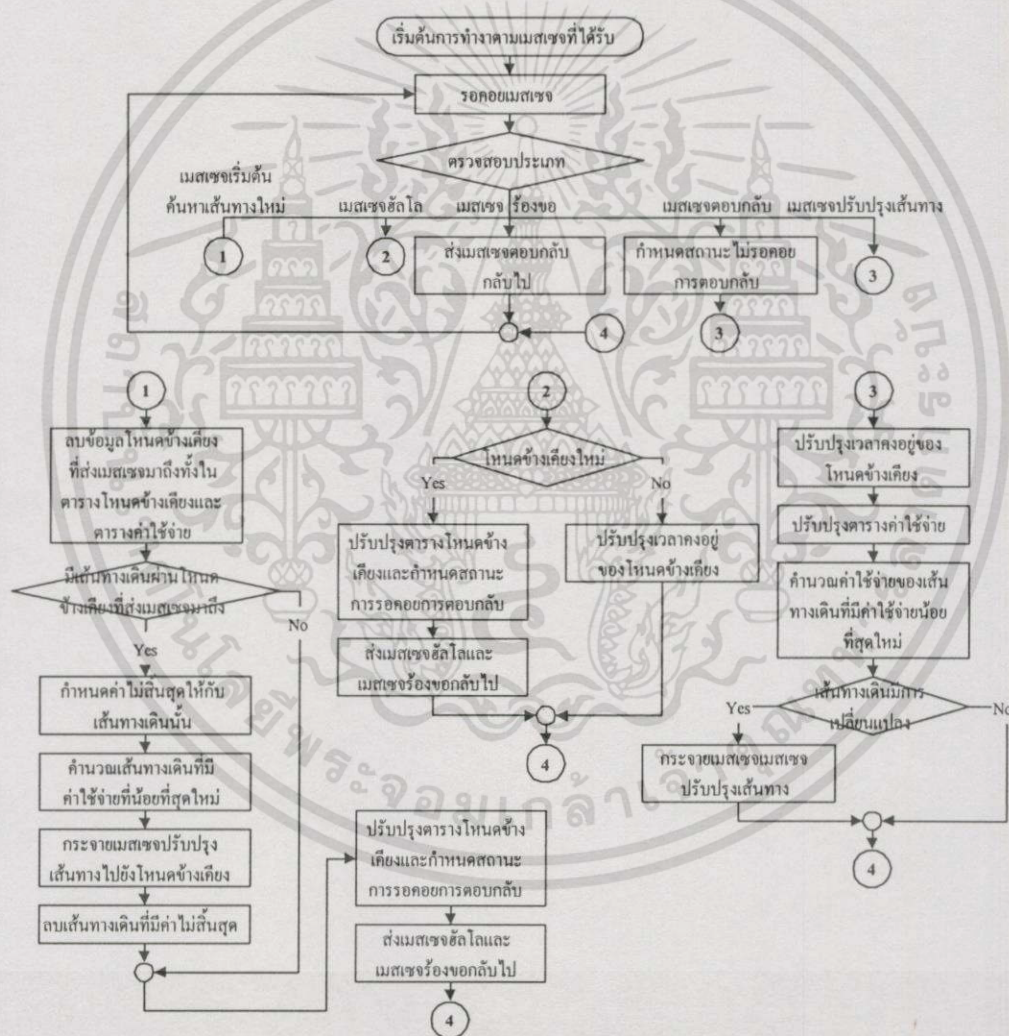 เริ่มต้นการทำงาตามเมสเซจที่ได้รับ
รอคอยเมสเซจ
ตรวจสอบประเภท
เมสเซจเริ่มต้น
ค้นหาเส้นทางใหม่
เมสเซจฮัลโล
เมสเซจ ร้องขอ
เมสเซจตอบกลับ
เมสเซจปรับปรุงเส้นทาง
1
2
ส่งเมสเซจตอบกลับ
กลับไป
กำหนดสถานะไม่รอคอย
การตอบกลับ
3
4
3
1
ลบข้อมูลโหนดข้างเคียง
ที่ส่งเมสเซจมาถึงทั้งใน
ตารางโหนดข้างเคียงและ
ตารางค่าใช้จ่าย
มีเส้นทางเดินผ่านโหนด
ข้างเคียงที่ส่งเมสเซจมาถึง
No
Yes
กำหนดค่าไม่สิ้นสุดให้กับ
เส้นทางเดินนั้น
คำนวณเส้นทางเดินที่มี
ค่าใช้จ่ายที่น้อยที่สุดใหม่
กระจายเมสเซจปรับปรุง
เส้นทางไปยังโหนดข้างเคียง
ลบเส้นทางเดินที่มีค่าไม่สิ้นสุด
ปรับปรุงตารางโหนดข้าง
เคียงและกำหนดสถานะ
การรอคอยการตอบกลับ
ส่งเมสเซจฮัลโลและ
เมสเซจร้องขอกลับไป
4
2
โหนดข้างเคียงใหม่
Yes
No
ปรับปรุงตารางโหนดข้าง
เคียงและกำหนดสถานะ
การรอคอยการตอบกลับ
ส่งเมสเซจฮัลโลและ
เมสเซจร้องขอกลับไป
ปรับปรุงเวลาคงอยู่
ของโหนดข้างเคียง
4
3
ปรับปรุงเวลาคงอยู่ของ
โหนดข้างเคียง
ปรับปรุงตารางค่าใช้จ่าย
คำนวณค่าใช้จ่ายของเส้น
ทางเดินที่มีค่าใช้จ่ายน้อย
ที่สุดใหม่
เส้นทางเดินมีการ
เปลี่ยนแปลง
Yes
No
กระจายเมสเซจเมสเซจ
ปรับปรุงเส้นทาง
4
สถาบันเทคโนโลยีพระจอมเกล้าเจ้าคุณทหารลาดกระบัง